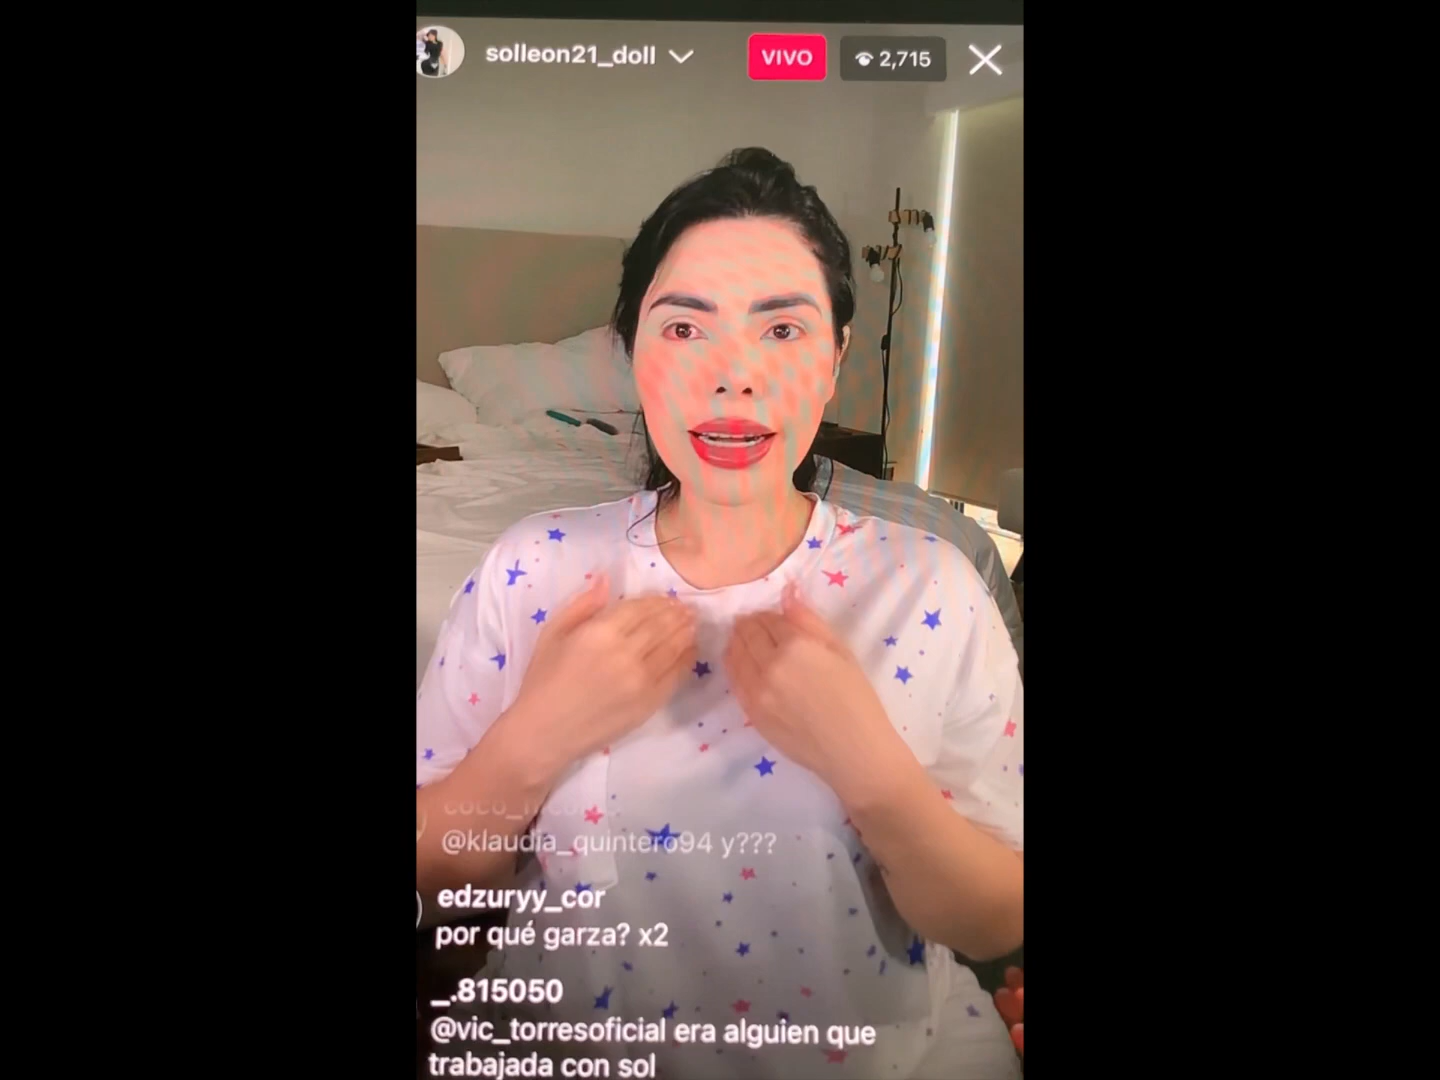 solleon21_doll
VIVO
2,715
@klaudia_quintero94 y???
edzuryy_cor
por qué garza? x2
_.815050
@vic_torresoficial era alguien que
trabajada con sol